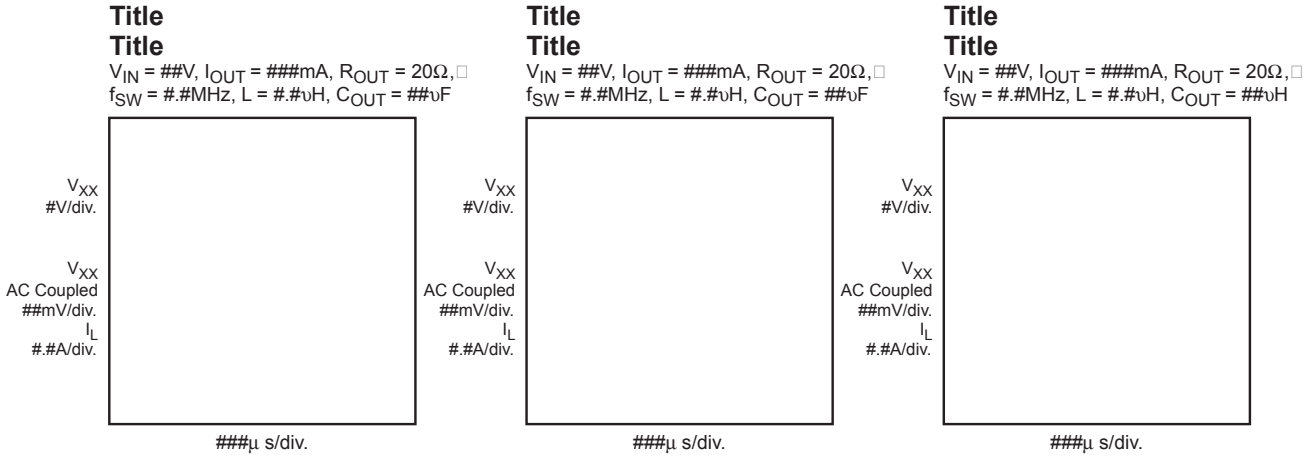 Title
Title
V_IN = ##V, I_OUT = ###mA, R_OUT = 20Ω,□
f_SW = #.#MHz, L = #.#υH, C_OUT = ##υF
V_XX
#V/div.
V_XX
AC Coupled
##mV/div.
I_L
#.#A/div.
###μ s/div.
Title
Title
V_IN = ##V, I_OUT = ###mA, R_OUT = 20Ω,□
f_SW = #.#MHz, L = #.#υH, C_OUT = ##υF
V_XX
#V/div.
V_XX
AC Coupled
##mV/div.
I_L
#.#A/div.
###μ s/div.
Title
Title
V_IN = ##V, I_OUT = ###mA, R_OUT = 20Ω,□
f_SW = #.#MHz, L = #.#υH, C_OUT = ##υH
V_XX
#V/div.
V_XX
AC Coupled
##mV/div.
I_L
#.#A/div.
###μ s/div.